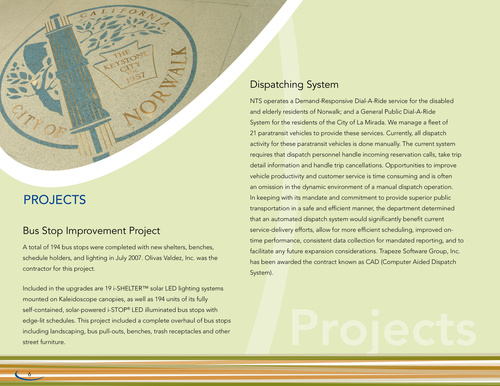 CALIFORNIA
THE
KEYSTONE
CITY
1957
CITY OF NORWALK
PROJECTS
Bus Stop Improvement Project
A total of 194 bus stops were completed with new shelters, benches,
schedule holders, and lighting in July 2007. Olivas Valdez, Inc. was the
contractor for this project.
Included in the upgrades are 19 i-SHELTER™ solar LED lighting systems
mounted on Kaleidoscope canopies, as well as 194 units of its fully
self-contained, solar-powered i-STOP® LED illuminated bus stops with
edge-lit schedules. This project included a complete overhaul of bus stops
including landscaping, bus pull-outs, benches, trash receptacles and other
street furniture.
Dispatching System
NTS operates a Demand-Responsive Dial-A-Ride service for the disabled
and elderly residents of Norwalk; and a General Public Dial-A-Ride
System for the residents of the City of La Mirada. We manage a fleet of
21 paratransit vehicles to provide these services. Currently, all dispatch
activity for these paratransit vehicles is done manually. The current system
requires that dispatch personnel handle incoming reservation calls, take trip
detail information and handle trip cancellations. Opportunities to improve
vehicle productivity and customer service is time consuming and is often
an omission in the dynamic environment of a manual dispatch operation.
In keeping with its mandate and commitment to provide superior public
transportation in a safe and efficient manner, the department determined
that an automated dispatch system would significantly benefit current
service-delivery efforts, allow for more efficient scheduling, improved on-
time performance, consistent data collection for mandated reporting, and to
facilitate any future expansion considerations. Trapeze Software Group, Inc.
has been awarded the contract known as CAD (Computer Aided Dispatch
System).
Projects
6